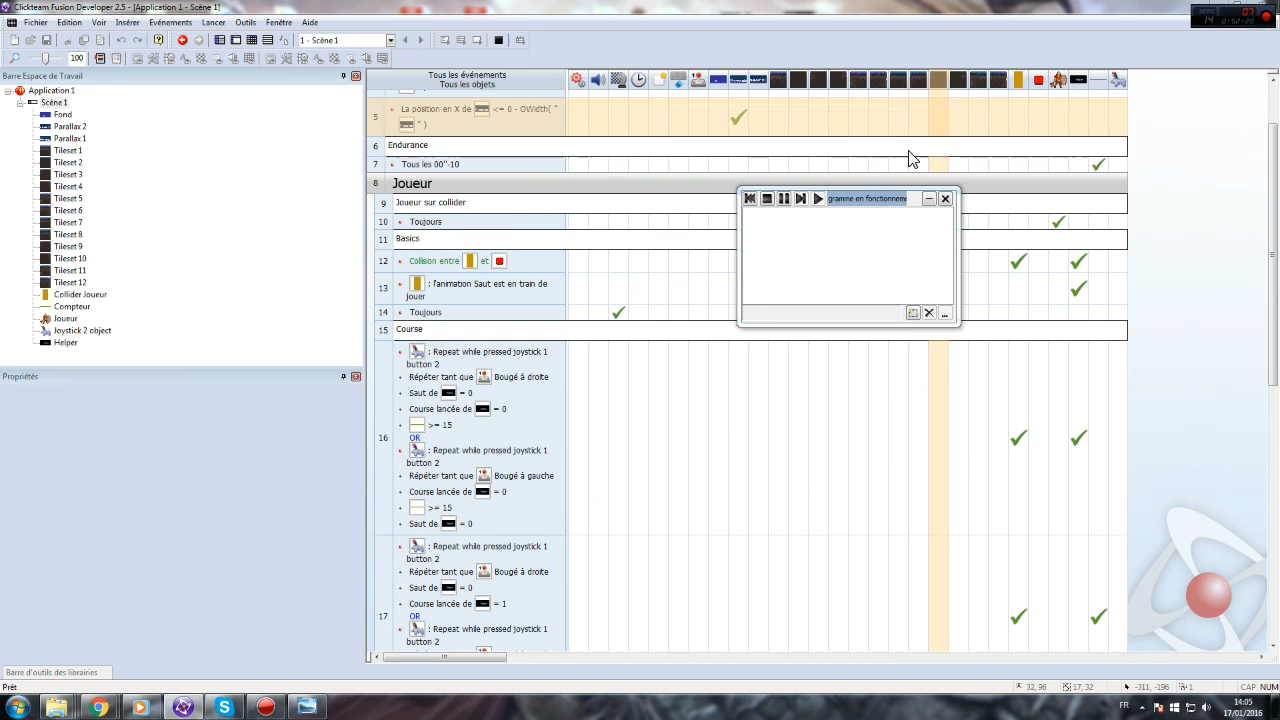 Clickteam Fusion Developer 2.5 - [Application 1 - Scène1]
Fichier Edition Voir Insérer Evénements Lancer Outils Fenêtre Aide
07
14 0:52:20
1 - Scène1
100
Barre Espace de Travail
Application 1
Scène 1
Fond
Parallax 2
Parallax 1
Tileset 1
Tileset 2
Tileset 3
Tileset 4
Tileset 5
Tileset 6
Tileset 7
Tileset 8
Tileset 9
Tileset 10
Tileset 11
Tileset 12
Collider Joueur
Compteur
Joueur
Joystick 2 object
Helper
Propriétés
Barre d'outils des librairies
Prêt
Tous les événements
Tous les objets
5
La position en X de <= 0 - OWidth( "
" )
6 Endurance
7 Tous les 00"-10
8 Joueur
9 Joueur sur collider
10 Toujours
11 Basics
12 Collision entre et
13 : l'animation Saut est en train de
jouer
14 Toujours
15 Course
16
: Repeat while pressed joystick 1
button 2
Répéter tant que Bougé à droite
Saut de = 0
Course lancée de = 0
>= 15
OR
: Repeat while pressed joystick 1
button 2
Répéter tant que Bougé à gauche
Course lancée de = 0
>= 15
Saut de = 0
17
: Repeat while pressed joystick 1
button 2
Répéter tant que Bougé à droite
Saut de = 0
Course lancée de = 1
OR
: Repeat while pressed joystick 1
button 2
gramme en fonctionneme
...
32, 96 17, 32 -311, -196 1 CAP NUM
FR
14:05
17/01/2016